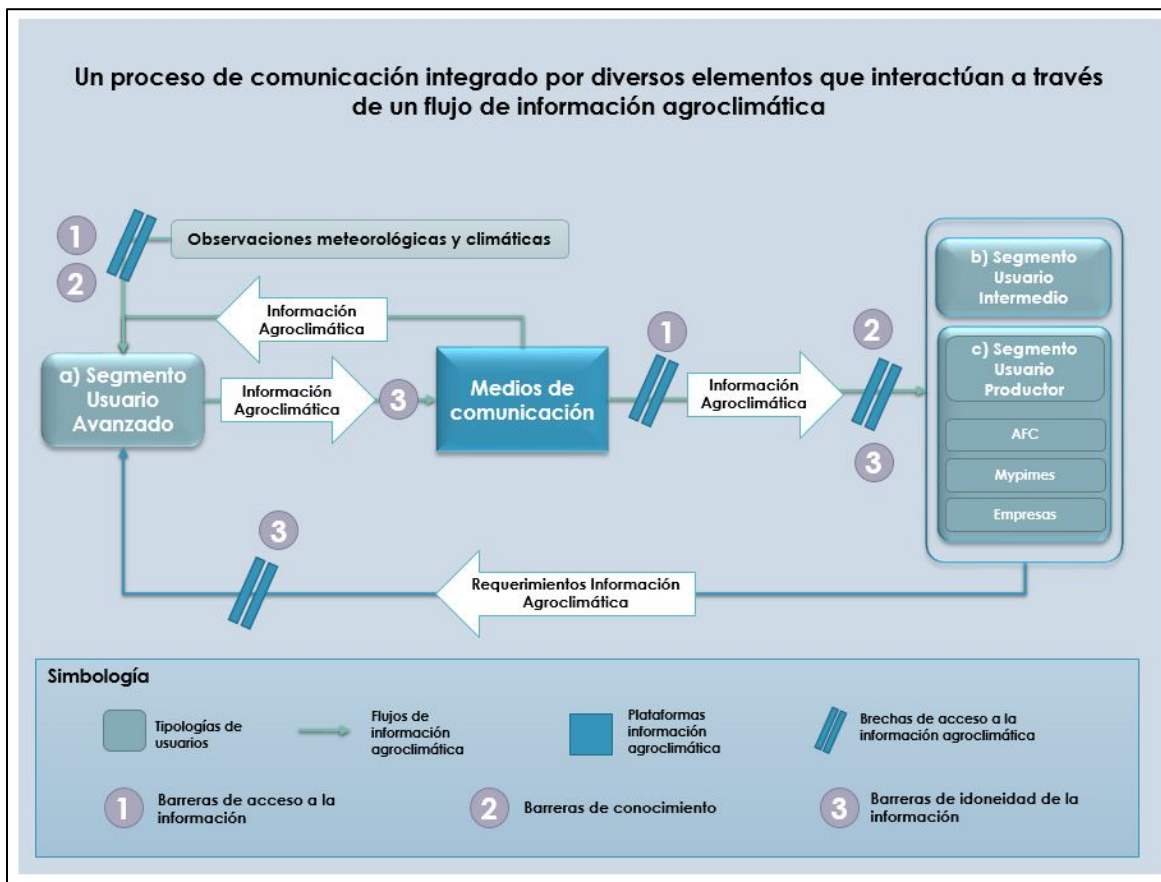 Un proceso de comunicación integrado por diversos elementos que interactúan a través
de un flujo de información agroclimática
1
2
Observaciones meteorológicas y climáticas
Información
Agroclimática
a) Segmento
Usuario
Avanzado
Información
Agroclimática
3
Medios de
comunicación
1
Información
Agroclimática
2
3
b) Segmento
Usuario
Intermedio
c) Segmento
Usuario
Productor
AFC
Mypimes
Empresas
3
Requerimientos Información
Agroclimática
Simbología
Tipologías de
usuarios
Flujos de
información
agroclimática
Plataformas
información
agroclimática
Brechas de acceso a la
información agroclimática
1
Barreras de acceso a la
información
2
Barreras de conocimiento
3
Barreras de idoneidad de la
información